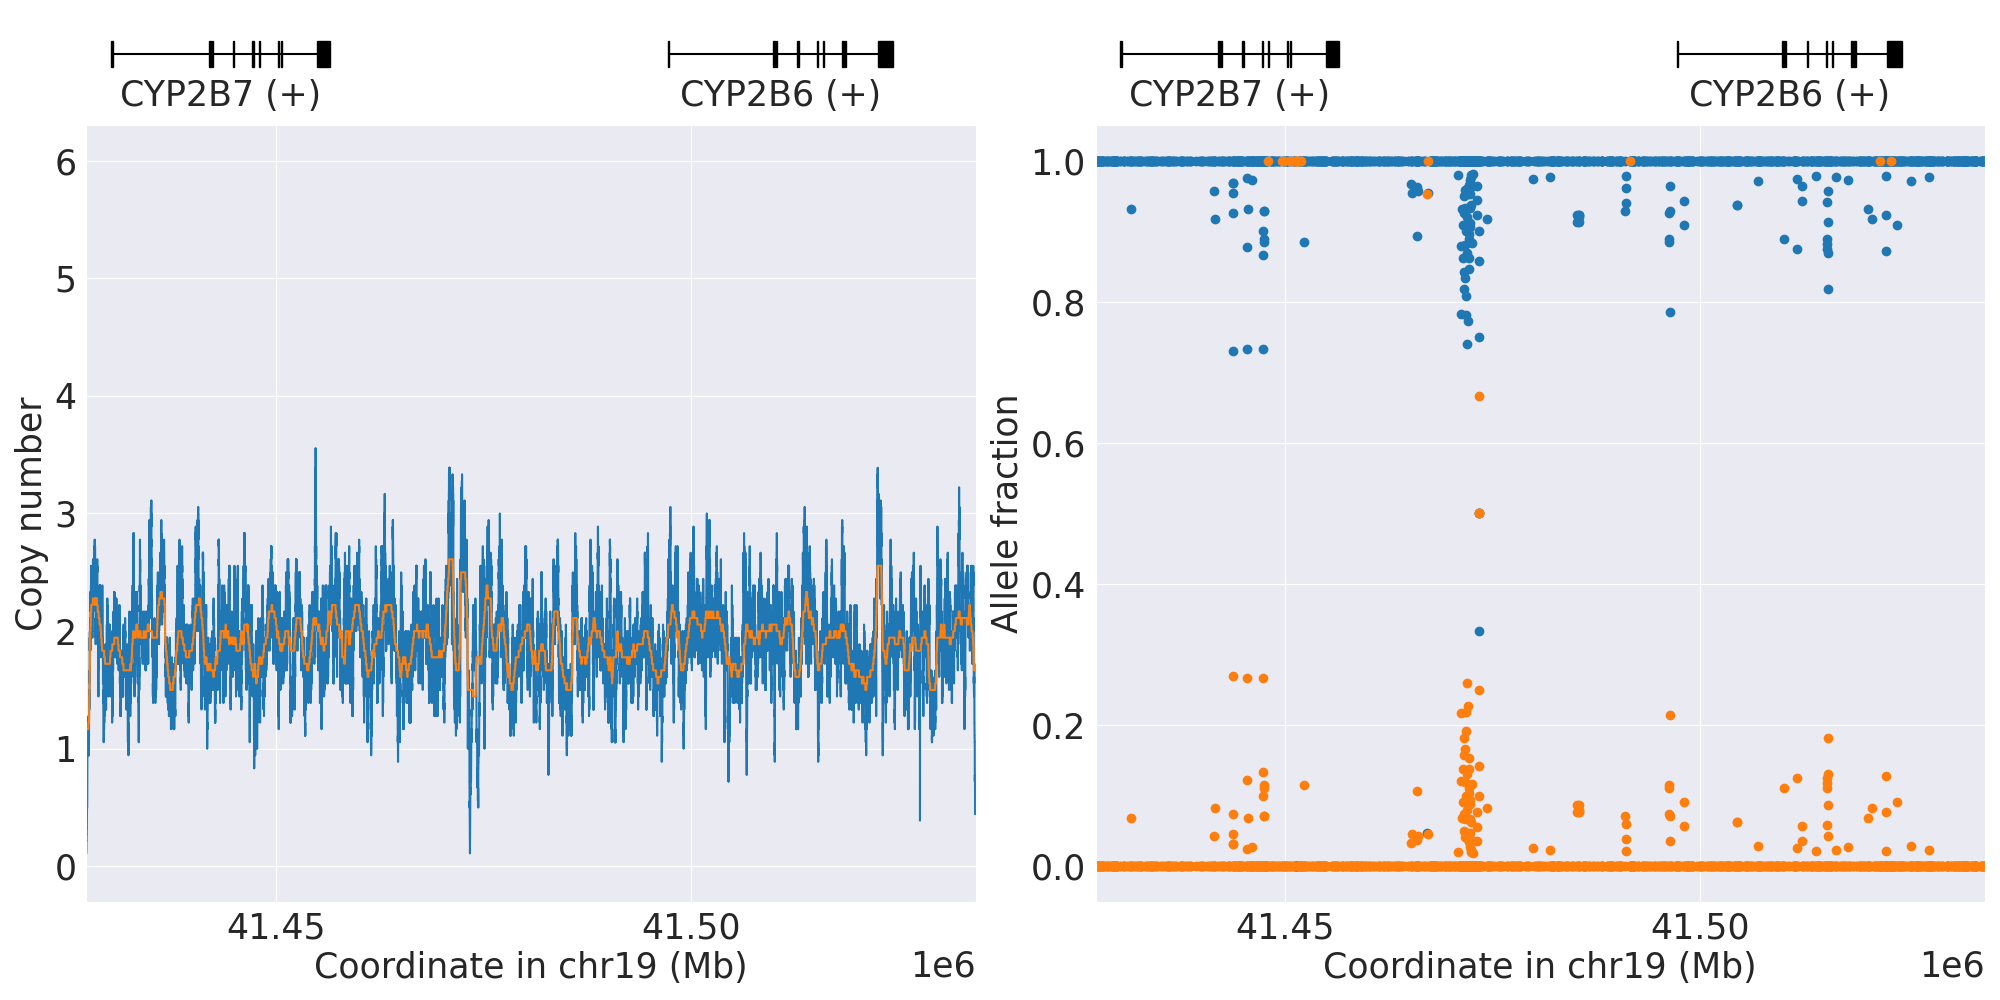 CYP2B7 (+)
CYP2B6 (+)
6
5
4
3
2
1
0
Copy number
41.45
41.50
Coordinate in chr19 (Mb)
1e6
CYP2B7 (+)
CYP2B6 (+)
1.0
0.8
0.6
0.4
0.2
0.0
Allele fraction
41.45
41.50
Coordinate in chr19 (Mb)
1e6